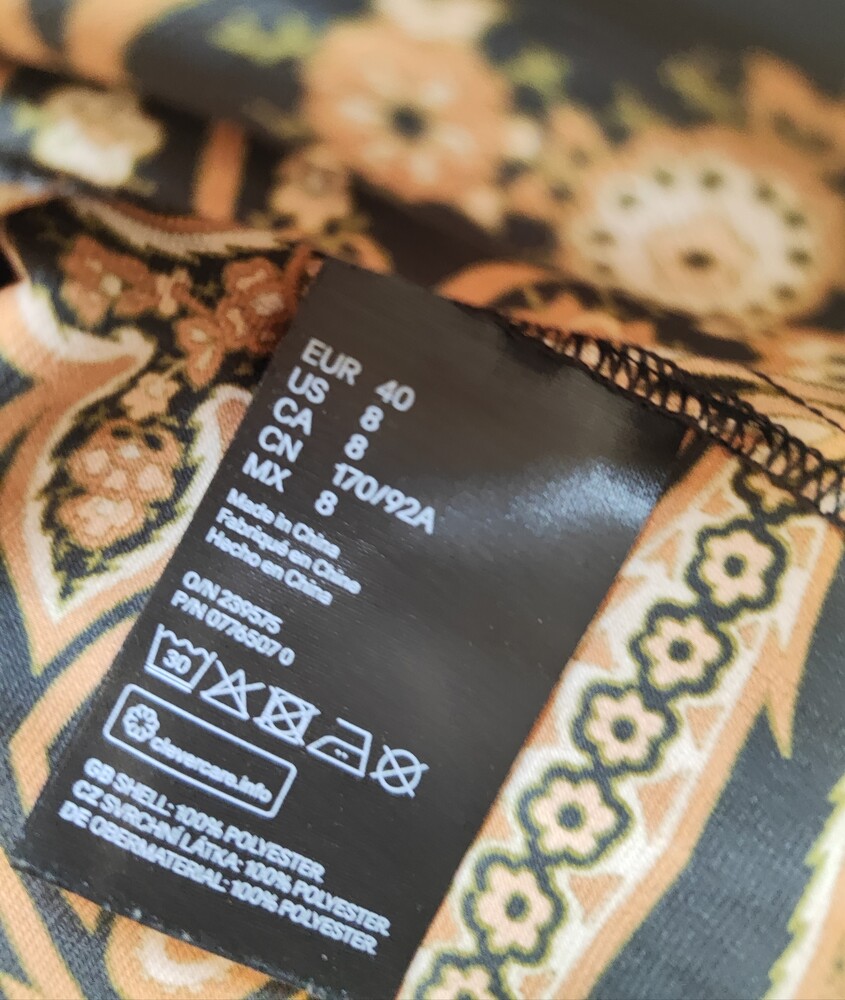 EUR 40
US 8
CA 8
CN 170/92A
MX 8
Made in China
Fabriqué en Chine
Hecho en China
O/N 239575
P/N 0776507 0
30
clevercare.info
GB SHELL: 100% POLYESTER
CZ SVRCHNÍ LÁTKA: 100% POLYESTER
DE OBERMATERIAL: 100% POLYESTER